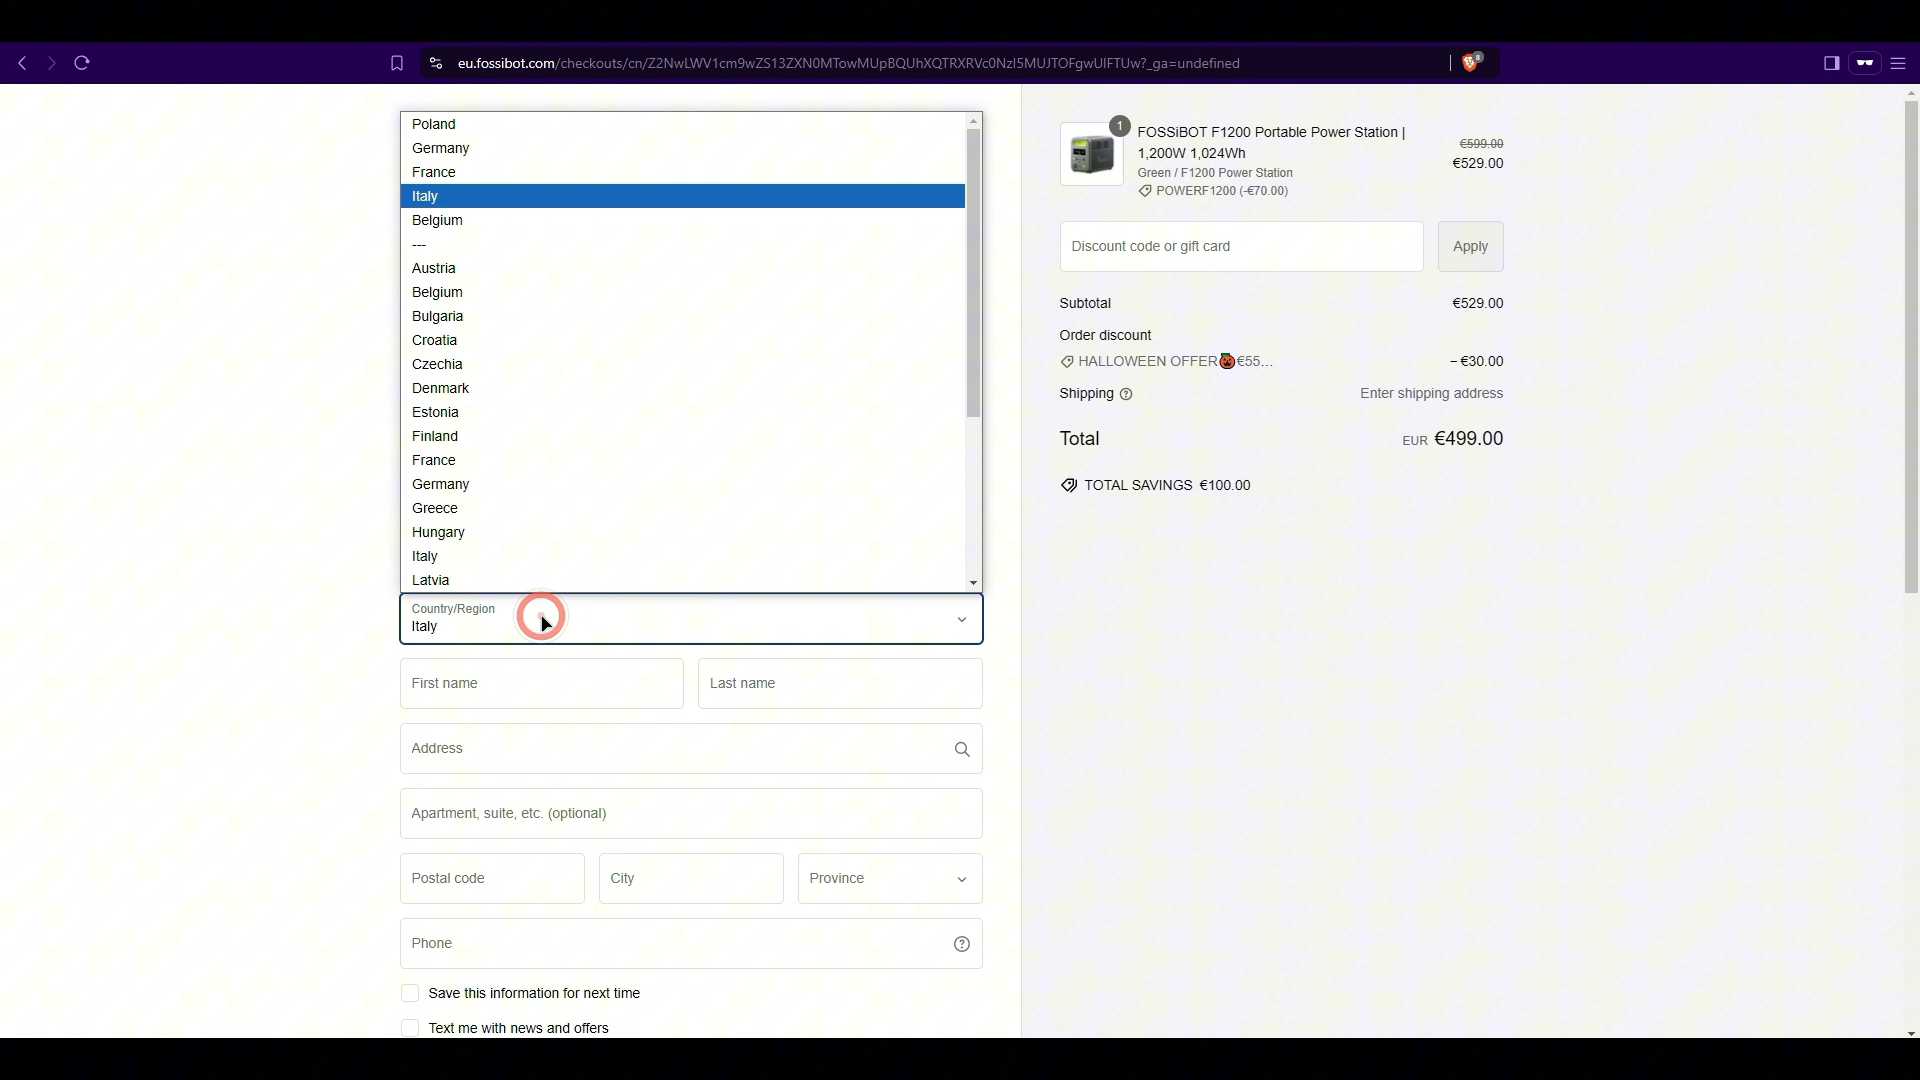 eu.fossibot.com/checkouts/cn/Z2NwLWV1cm9wZS13ZXN0MTowMUpBQUhXQTRXRVc0NzI5MUJTOFgwUlFTUw?_ga=undefined
8
Poland
Germany
France
Italy
Belgium
---
Austria
Belgium
Bulgaria
Croatia
Czechia
Denmark
Estonia
Finland
France
Germany
Greece
Hungary
Italy
Latvia
Country/Region
Italy
First name
Last name
Address
Apartment, suite, etc. (optional)
Postal code
City
Province
Phone
Save this information for next time
Text me with news and offers
1
FOSSiBOT F1200 Portable Power Station |
1,200W 1,024Wh
Green / F1200 Power Station
POWERF1200 (-€70.00)
€599.00
€529.00
Discount code or gift card
Apply
Subtotal
€529.00
Order discount
HALLOWEEN OFFER🎃€55...
– €30.00
Shipping
Enter shipping address
Total
EUR €499.00
TOTAL SAVINGS €100.00